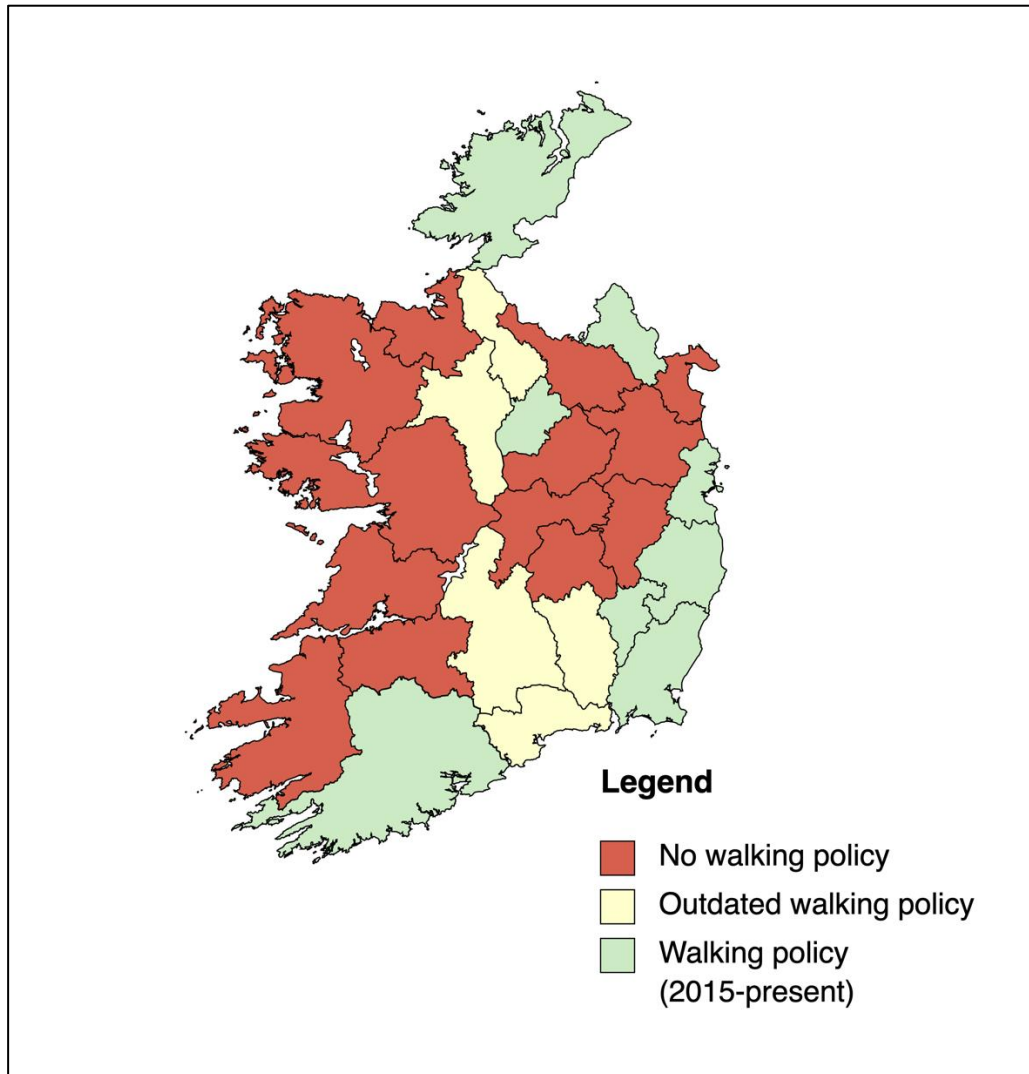 Legend
No walking policy
Outdated walking policy
Walking policy
(2015-present)